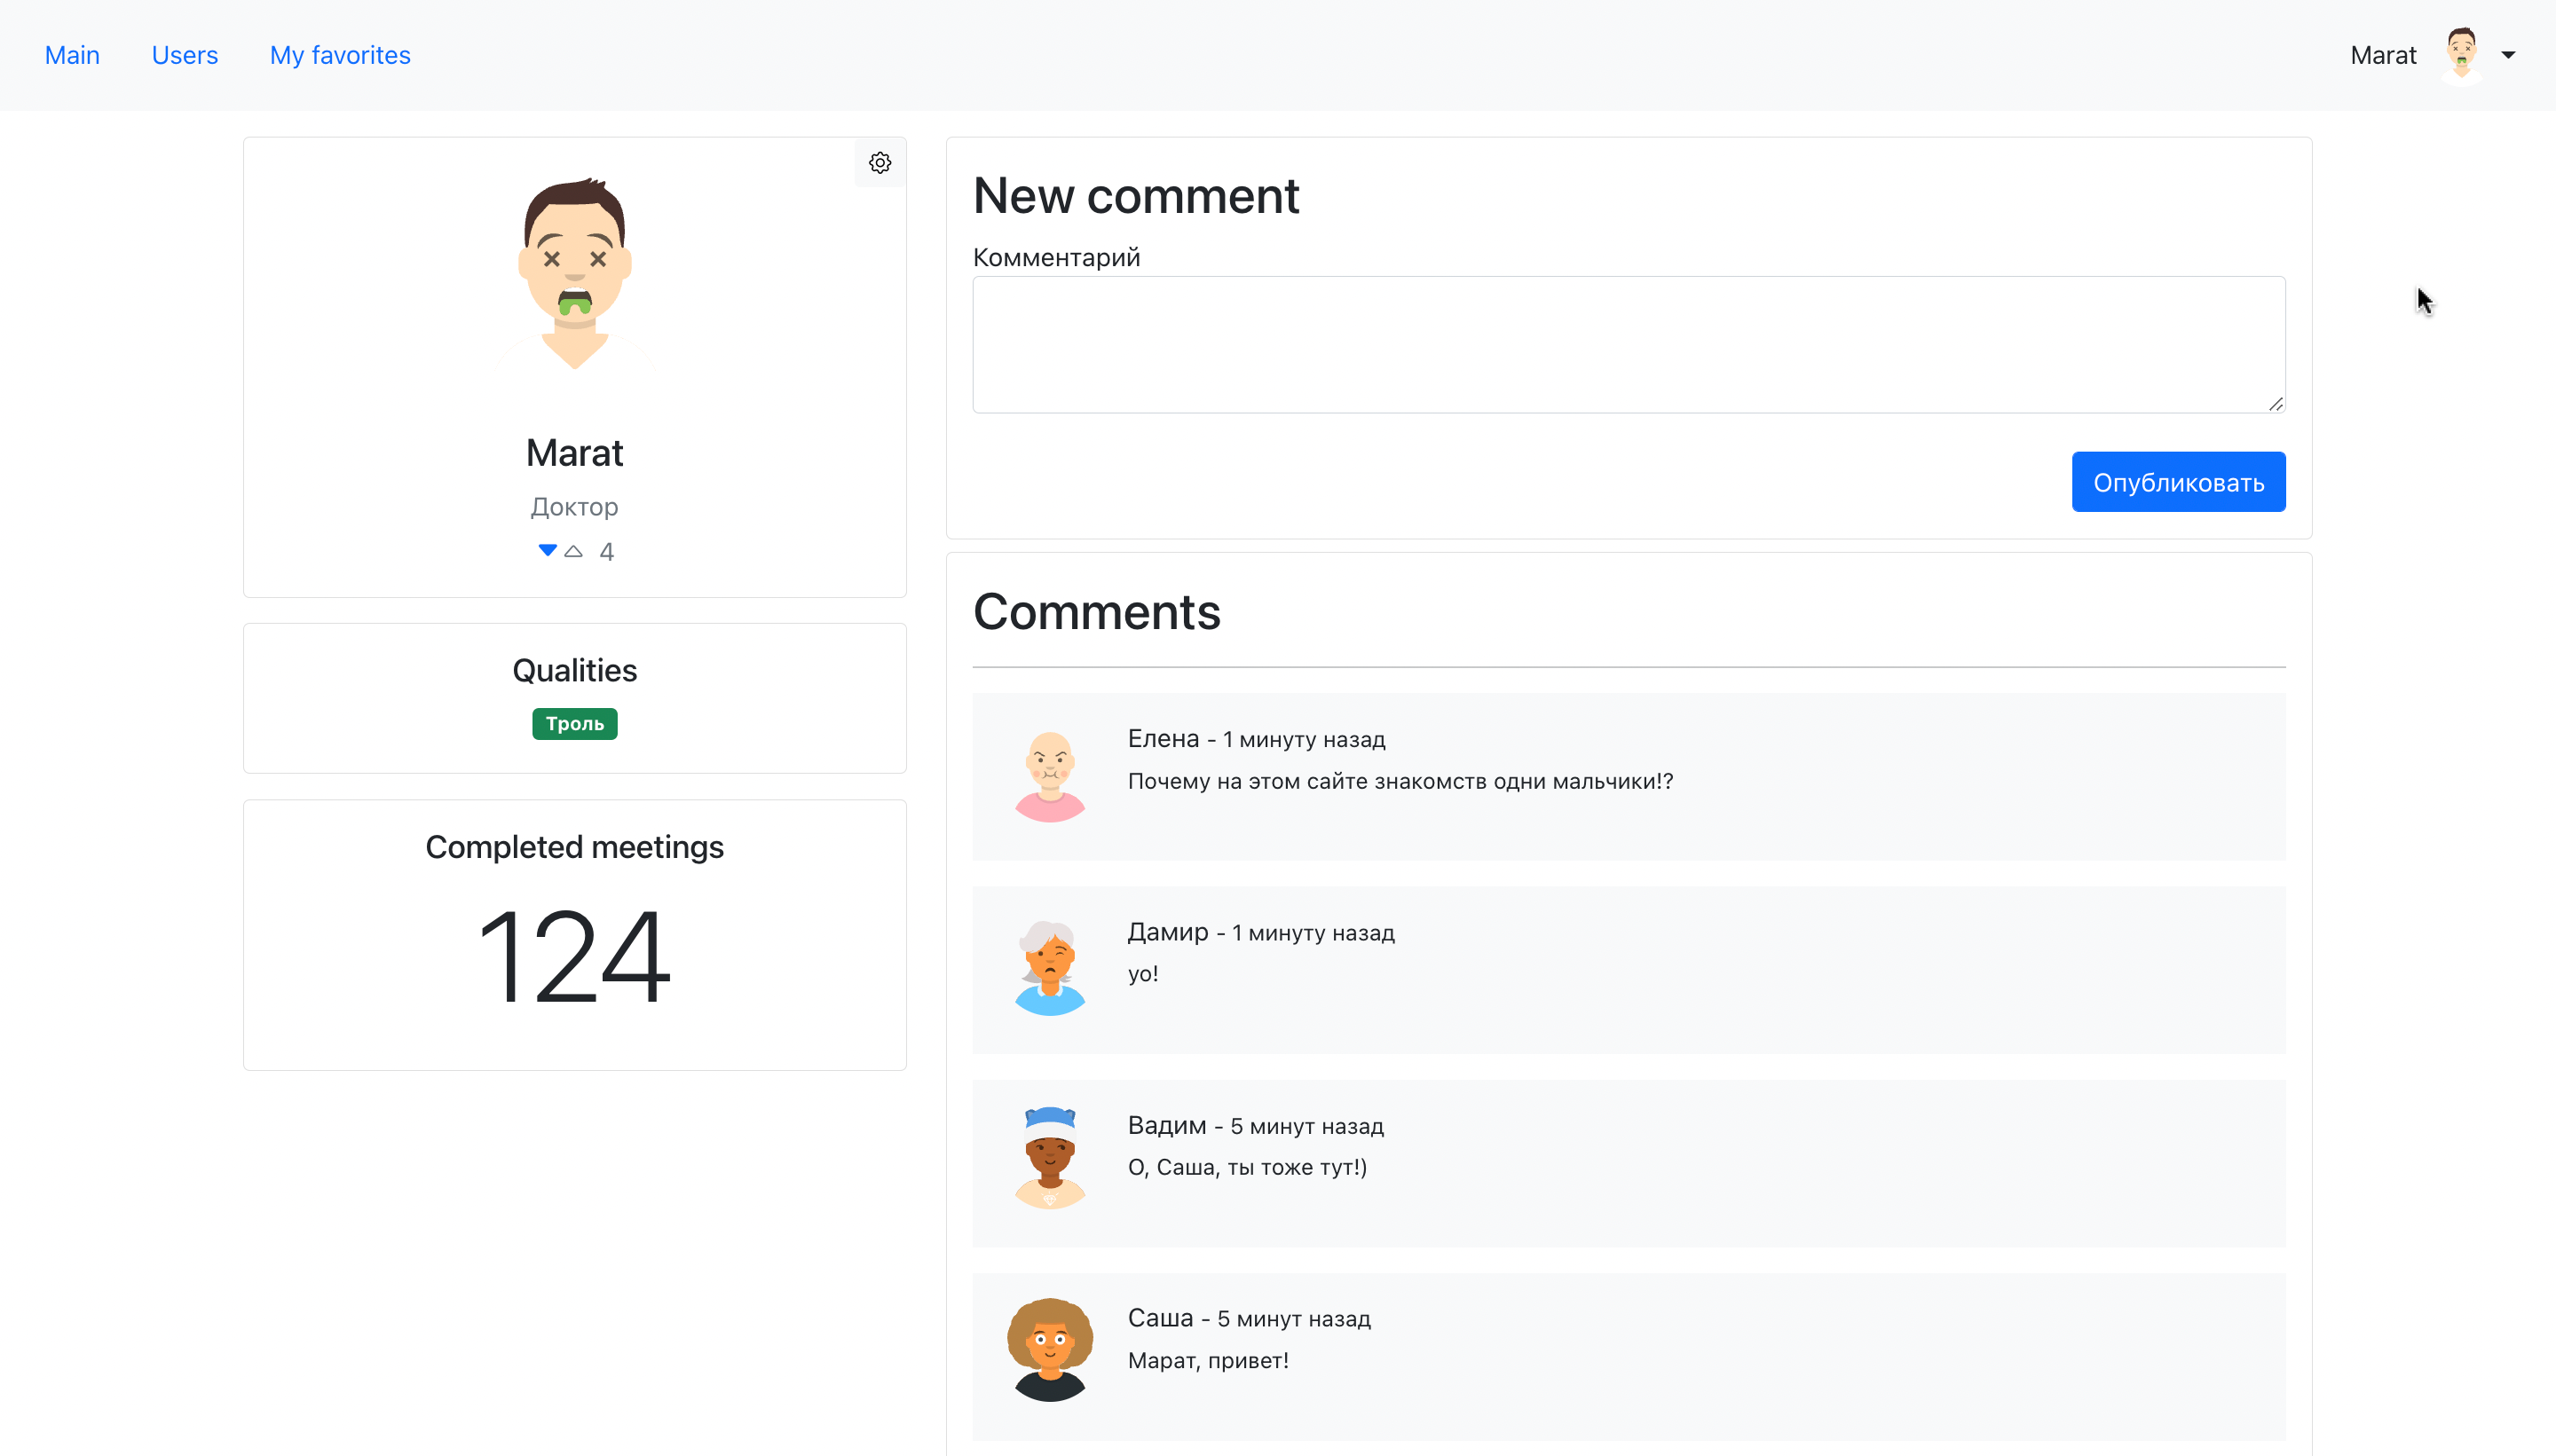 Main Users My favorites Marat
Marat
Доктор
4
Qualities
Троль
Completed meetings
124
New comment
Комментарий
Опубликовать
Comments
Елена - 1 минуту назад
Почему на этом сайте знакомств одни мальчики!?
Дамир - 1 минуту назад
yo!
Вадим - 5 минут назад
О, Саша, ты тоже тут!)
Саша - 5 минут назад
Марат, привет!